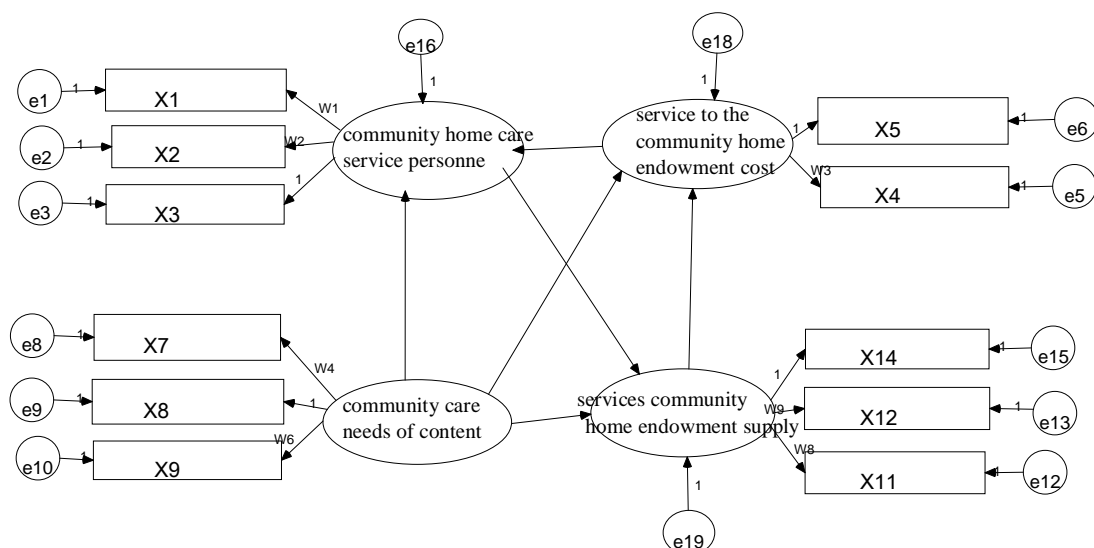 e16
e18
e1
1
X1
W1
1
1
e2
1
X2
W2
community home care
service personne
service to the
community home
endowment cost
1
X5
1
e6
e3
1
X3
1
W3
X4
1
e5
e8
1
X7
W4
X14
1
e15
1
e9
1
X8
1
community care
needs of content
services community
home endowment supply
W9
X12
1
e13
e10
1
X9
W6
W8
X11
1
e12
1
e19